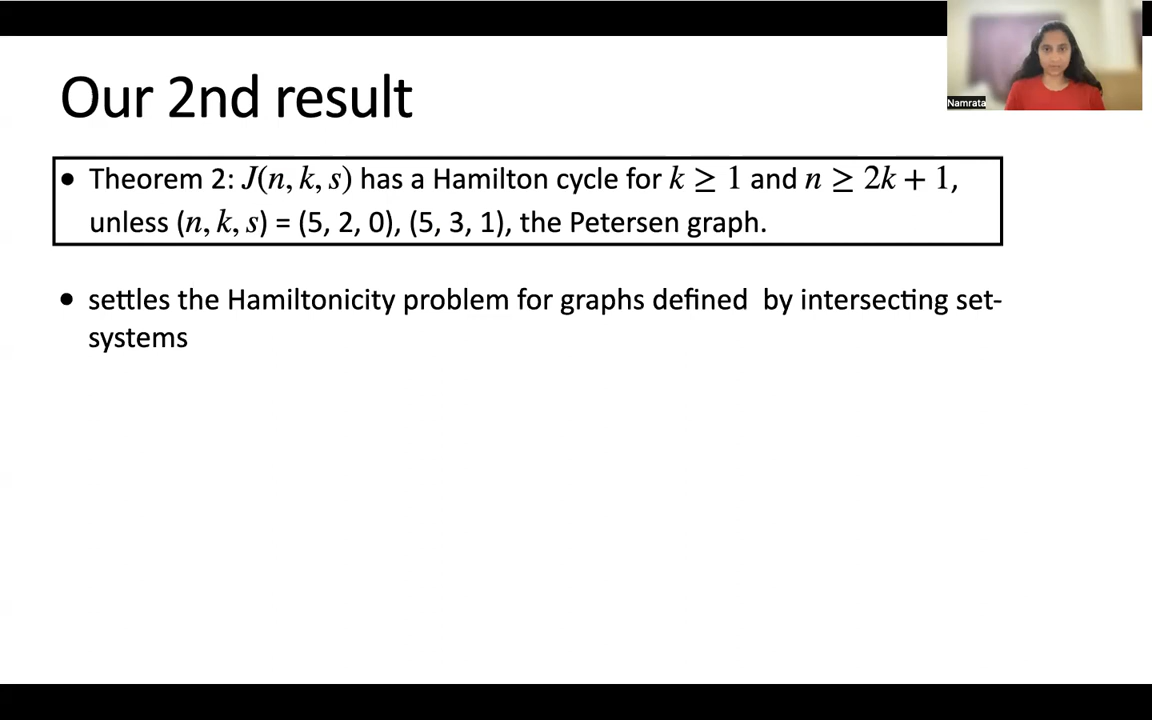 Namrata
Our 2nd result
• Theorem 2: J(n, k, s) has a Hamilton cycle for k ≥ 1 and n ≥ 2k + 1,
unless (n, k, s) = (5, 2, 0), (5, 3, 1), the Petersen graph.
• settles the Hamiltonicity problem for graphs defined by intersecting set-
systems